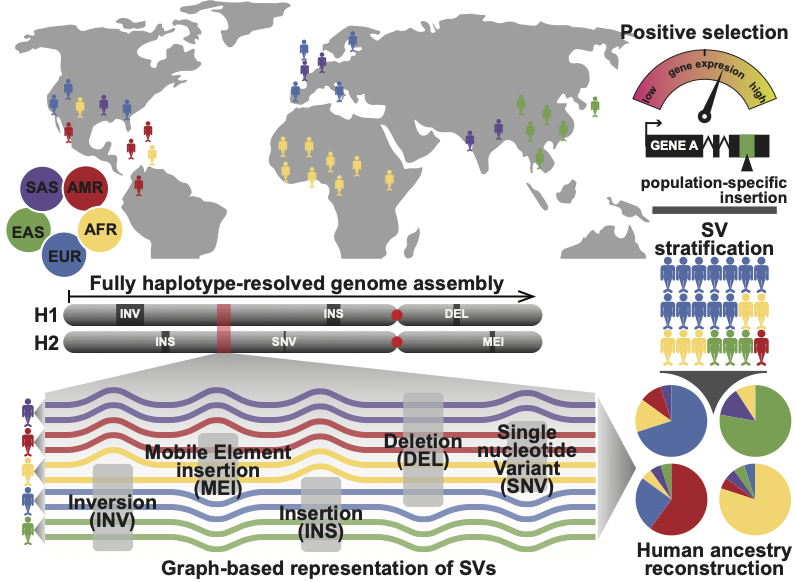 Positive selection
low
gene expresion
high
GENE A
population-specific
insertion
SAS
AMR
EAS
AFR
EUR
SV
stratification
Fully haplotype-resolved genome assembly
H1
INV
INS
DEL
H2
INS
SNV
MEI
Mobile Element
insertion
(MEI)
Deletion
(DEL)
Single
nucleotide
Variant
(SNV)
Inversion
(INV)
Insertion
(INS)
Graph-based representation of SVs
Human ancestry
reconstruction